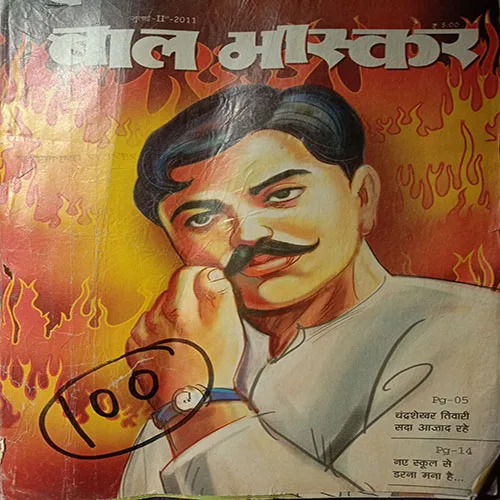 जुलाई-II-2011
₹ 5.00
बाल भास्कर
100
Pg-05
चंद्रशेखर तिवारी
सदा आजाद रहे
Pg-14
नए स्कूल से
डरना मना है...